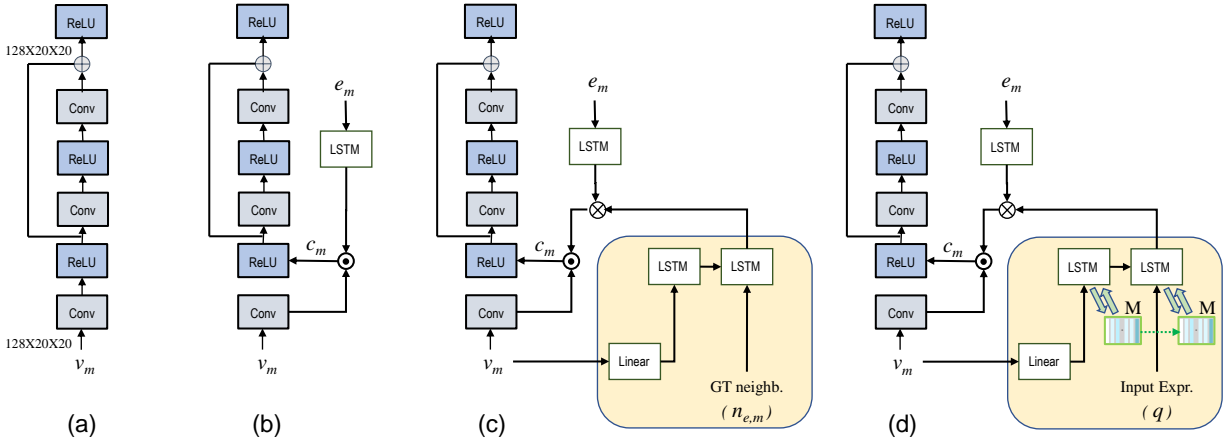 ReLU
128X20X20
Conv
ReLU
Conv
ReLU
Conv
128X20X20
v_m
(a)
ReLU
e_m
Conv
LSTM
ReLU
Conv
c_m
ReLU
Conv
v_m
(b)
ReLU
e_m
Conv
LSTM
ReLU
Conv
c_m
ReLU
LSTM LSTM
Conv
v_m
Linear
GT neighb.
(n_{e,m})
(c)
ReLU
e_m
Conv
LSTM
ReLU
Conv
c_m
ReLU
LSTM LSTM
M M
Conv
v_m
Linear
Input Expr.
(q)
(d)